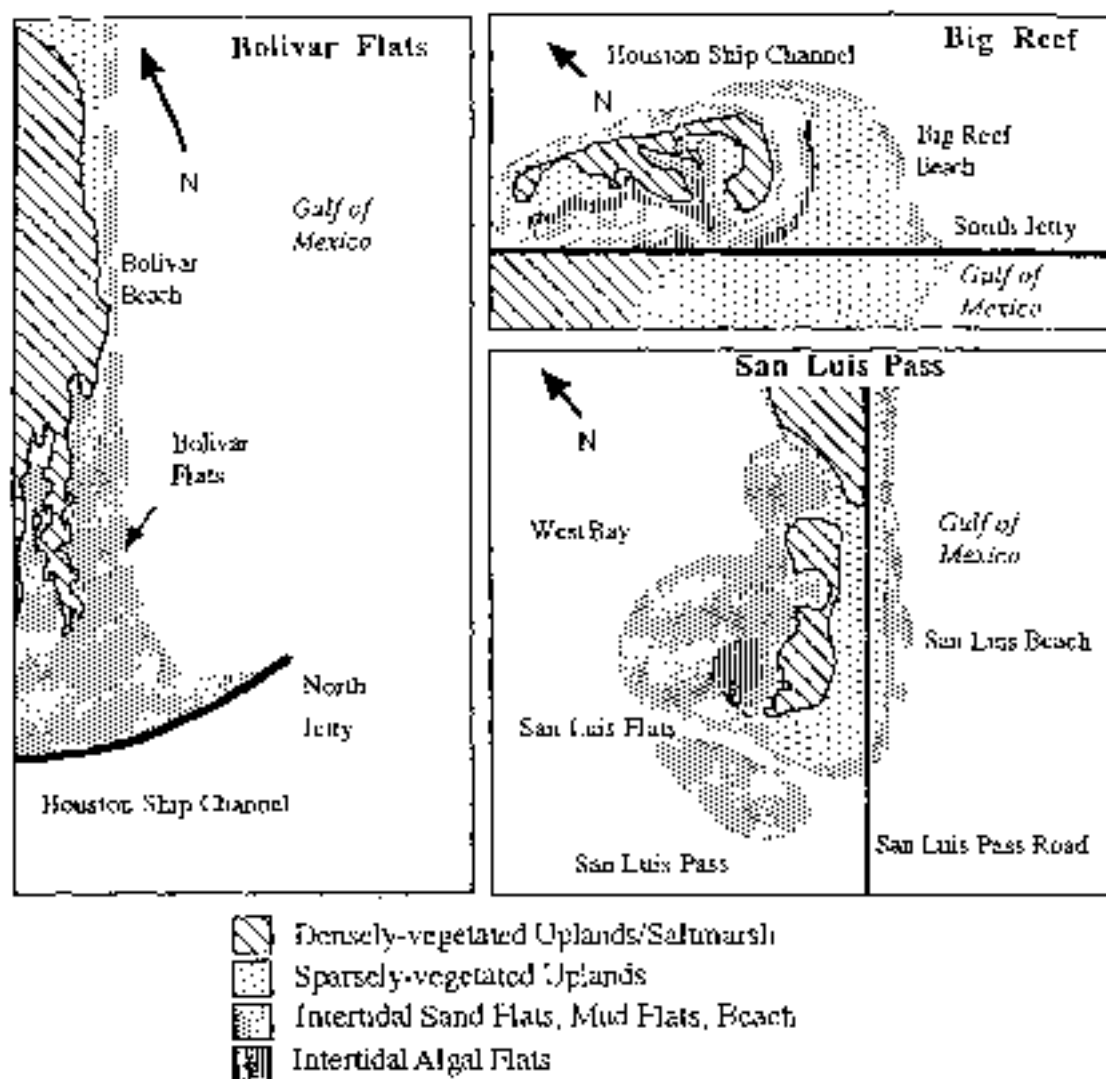 Bolivar Flats
N
Gulf of
Mexico
Bolivar
Beach
Bolivar
Flats
North
Jetty
Houston Ship Channel
Big Reef
Houston Ship Channel
N
Big Reef
Beach
South Jetty
Gulf of
Mexico
San Luis Pass
N
West Bay
Gulf of
Mexico
San Luis Beach
San Luis Flats
San Luis Pass Road
San Luis Pass
Densely-vegetated Uplands/Saltmarsh
Sparsely-vegetated Uplands
Intertidal Sand Flats, Mud Flats, Beach
Intertidal Algal Flats